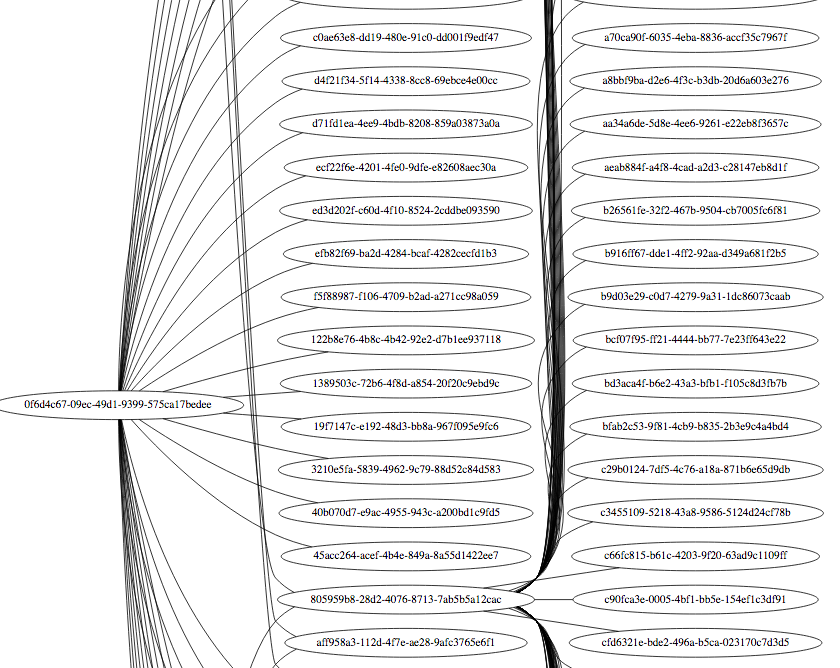 c0ae63e8-dd19-480e-91c0-dd001f9edf47
d4f21f34-5f14-4338-8cc8-69ebce4e00cc
d71fd1ea-4ee9-4bdb-8208-859a03873a0a
ecf22f6e-4201-4fe0-9dfe-e82608aec30a
ed3d202f-c60d-4f10-8524-2cddbe093590
efb82f69-ba2d-4284-bcaf-4282cecfd1b3
f5f88987-f106-4709-b2ad-a271cc98a059
122b8e76-4b8c-4b42-92e2-d7b1ee937118
1389503c-72b6-4f8d-a854-20f20c9ebd9c
0f6d4c67-09ec-49d1-9399-575ca17bedee
19f7147c-e192-48d3-bb8a-967f095e9fc6
3210e5fa-5839-4962-9c79-88d52c84d583
40b070d7-e9ac-4955-943c-a200bd1c9fd5
45acc264-acef-4b4e-849a-8a55d1422ee7
805959b8-28d2-4076-8713-7ab5b5a12cac
aff958a3-112d-4f7e-ae28-9afc3765e6f1
a70ca90f-6035-4eba-8836-accf35c7967f
a8bbf9ba-d2e6-4f3c-b3db-20d6a603e276
aa34a6de-5d8e-4ee6-9261-e22eb8f3657c
aeab884f-a4f8-4cad-a2d3-c28147eb8d1f
b26561fe-32f2-467b-9504-cb7005fc6f81
b916ff67-dde1-4ff2-92aa-d349a681f2b5
b9d03e29-c0d7-4279-9a31-1dc86073caab
bcf07f95-ff21-4444-bb77-7e23ff643e22
bd3aca4f-b6e2-43a3-bfb1-f105c8d3fb7b
bfab2c53-9f81-4cb9-b835-2b3e9c4a4bd4
c29b0124-7df5-4c76-a18a-871b6e65d9db
c3455109-5218-43a8-9586-5124d24cf78b
c66fc815-b61c-4203-9f20-63ad9c1109ff
c90fca3e-0005-4bf1-bb5e-154ef1c3df91
cfd6321e-bde2-496a-b5ca-023170c7d3d5